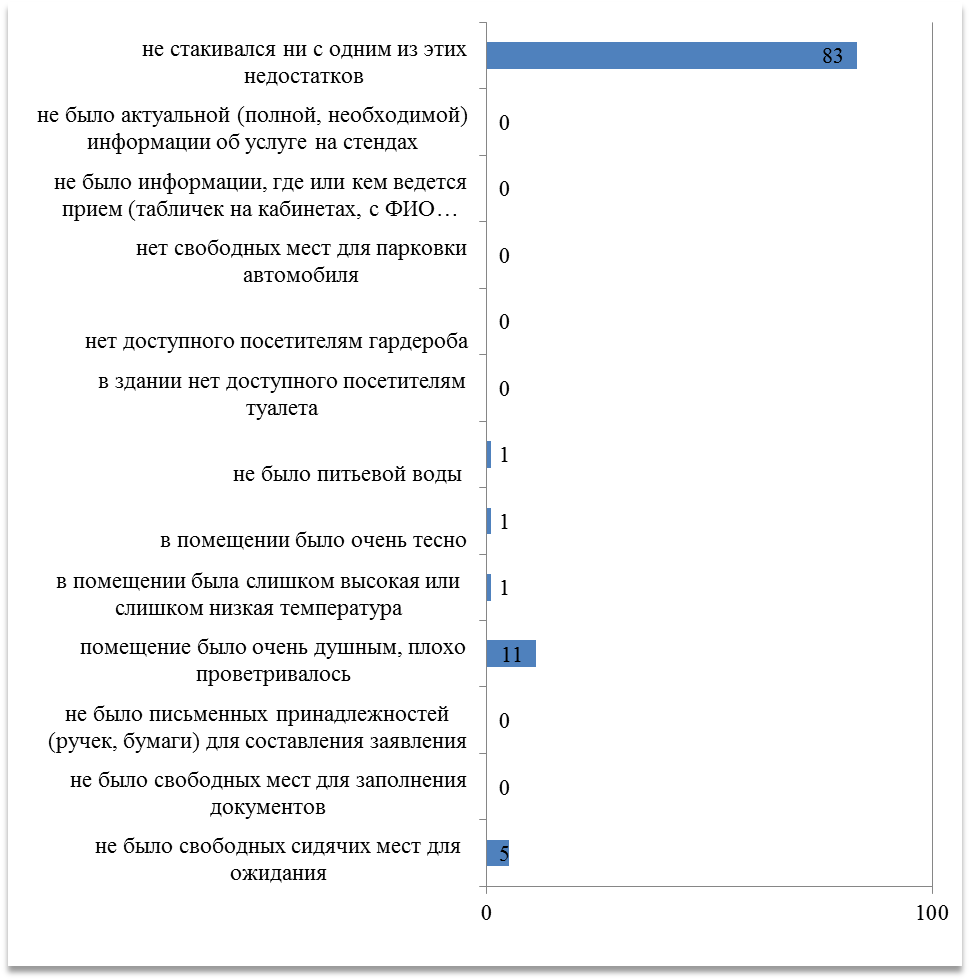 не стакивался ни с одним из этих
недостатков
83
не было актуальной (полной, необходимой)
информации об услуге на стендах
0
не было информации, где или кем ведется
прием (табличек на кабинетах, с ФИО…
0
нет свободных мест для парковки
автомобиля
0
нет доступного посетителям гардероба
0
в здании нет доступного посетителям
туалета
0
не было питьевой воды
1
в помещении было очень тесно
1
в помещении была слишком высокая или
слишком низкая температура
1
помещение было очень душным, плохо
проветривалось
11
не было письменных принадлежностей
(ручек, бумаги) для составления заявления
0
не было свободных мест для заполнения
документов
0
не было свободных сидячих мест для
ожидания
5
0 100